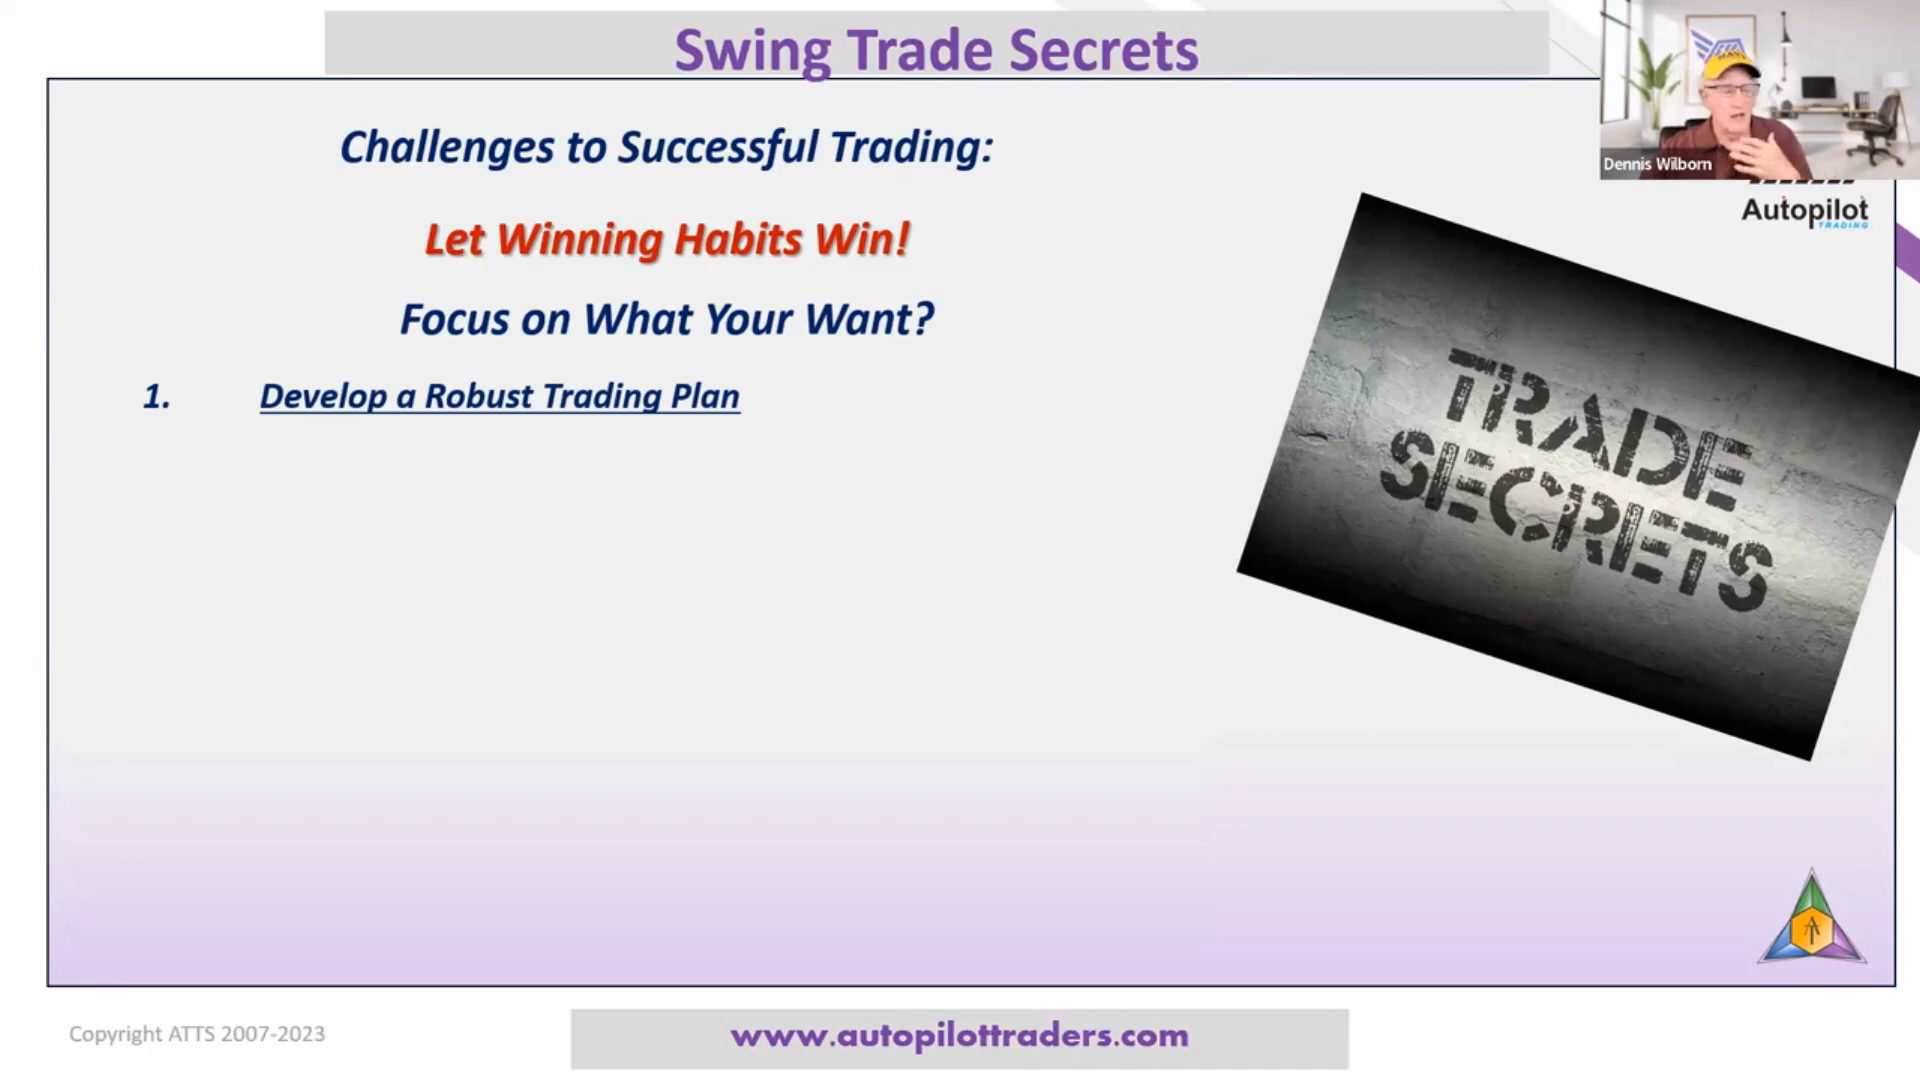 Swing Trade Secrets
Dennis Wilborn
Autopilot
TRADING
Challenges to Successful Trading:
Let Winning Habits Win!
Focus on What Your Want?
1. Develop a Robust Trading Plan
TRADE
SECRETS
Copyright ATTS 2007-2023
www.autopilottraders.com